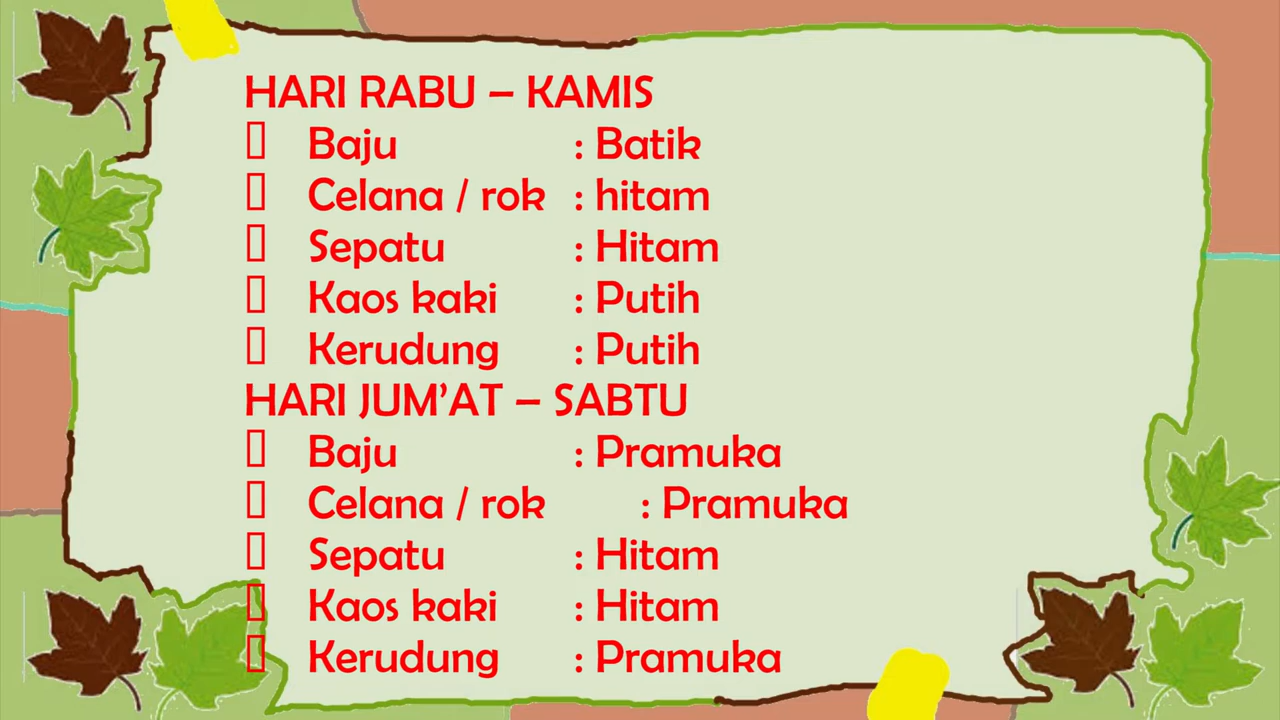 HARI RABU – KAMIS
Baju : Batik
Celana / rok : hitam
Sepatu : Hitam
Kaos kaki : Putih
Kerudung : Putih
HARI JUM’AT – SABTU
Baju : Pramuka
Celana / rok : Pramuka
Sepatu : Hitam
Kaos kaki : Hitam
Kerudung : Pramuka